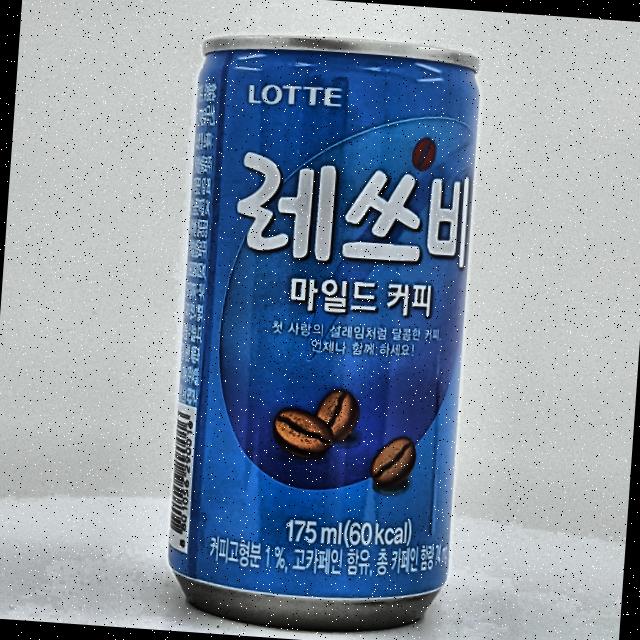 LOTTE
레쓰비
마일드 커피
첫 사랑의 설레임처럼 달콤한 커피
언제나 함께 하세요!
175 ml(60 kcal)
커피고형분 1 %, 고카페인 함유, 총 카페인 함량